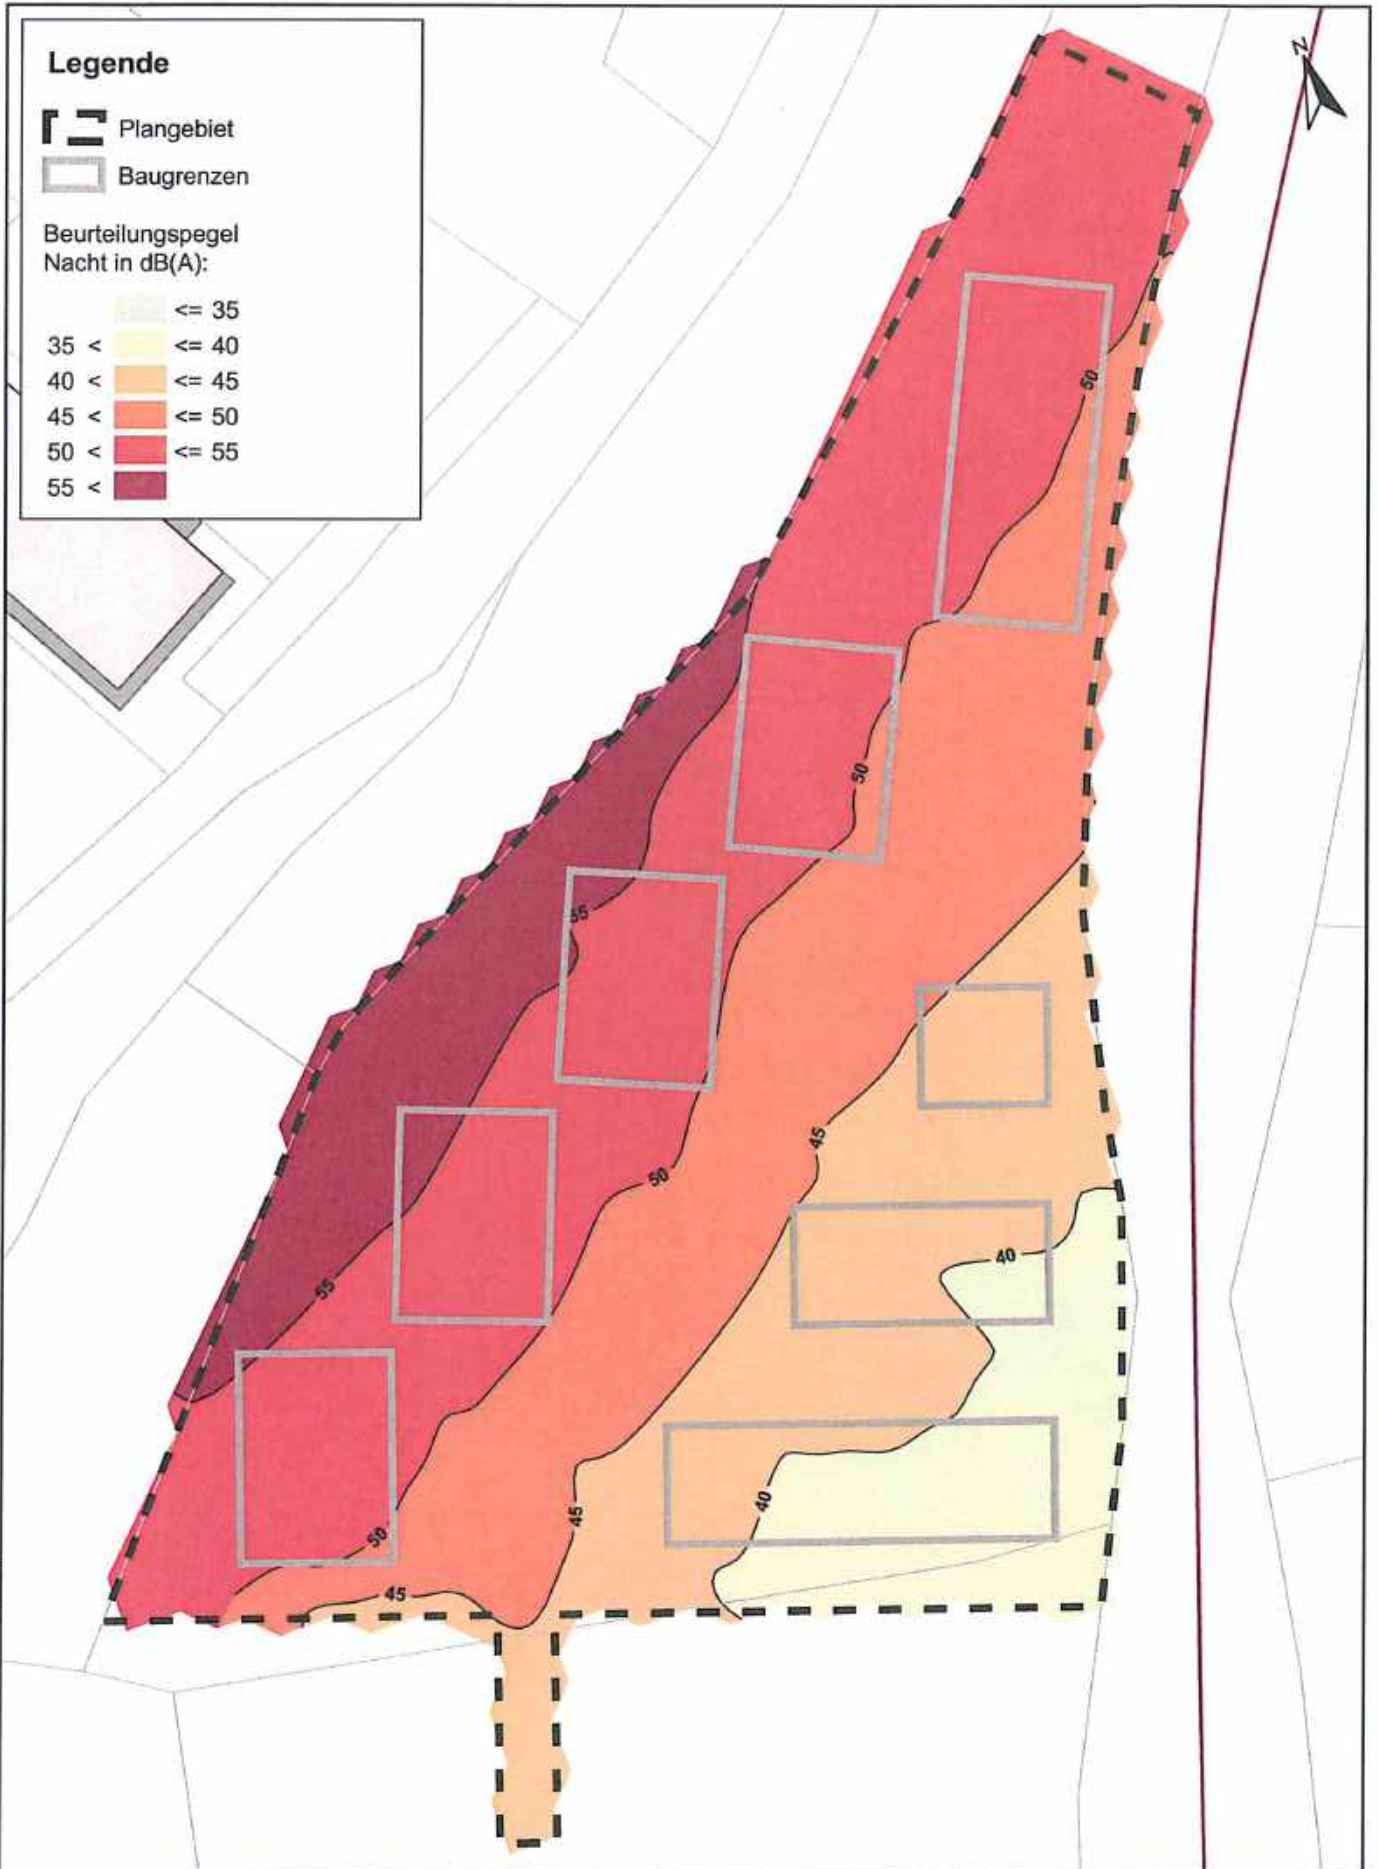 Legende
Plangebiet
Baugrenzen
Beurteilungspegel
Nacht in dB(A):
<= 35
35 < <= 40
40 < <= 45
45 < <= 50
50 < <= 55
55 <
N
50
50
55
45
50
40
55
40
45
50
45